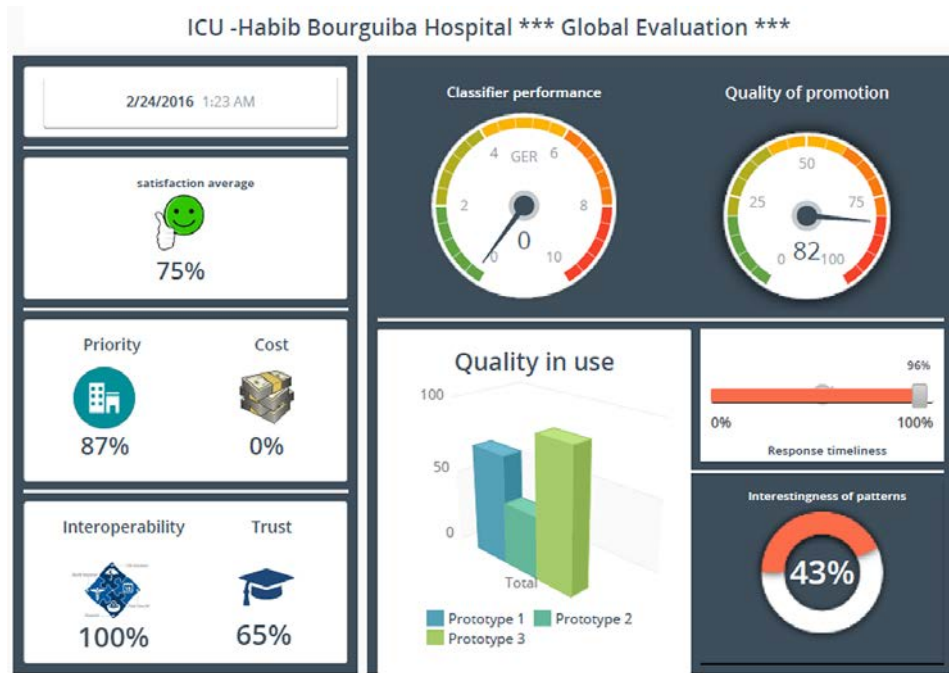 ICU -Habib Bourguiba Hospital *** Global Evaluation ***
2/24/2016 1:23 AM
satisfaction average
75%
Priority
Cost
87%
0%
Interoperability
Trust
100%
65%
Classifier performance
GER
0
2
4
6
8
10
0
Quality of promotion
0
25
50
75
100
82
Quality in use
100
50
0
Total
Prototype 1
Prototype 2
Prototype 3
96%
0%
100%
Response timeliness
Interestingness of patterns
43%